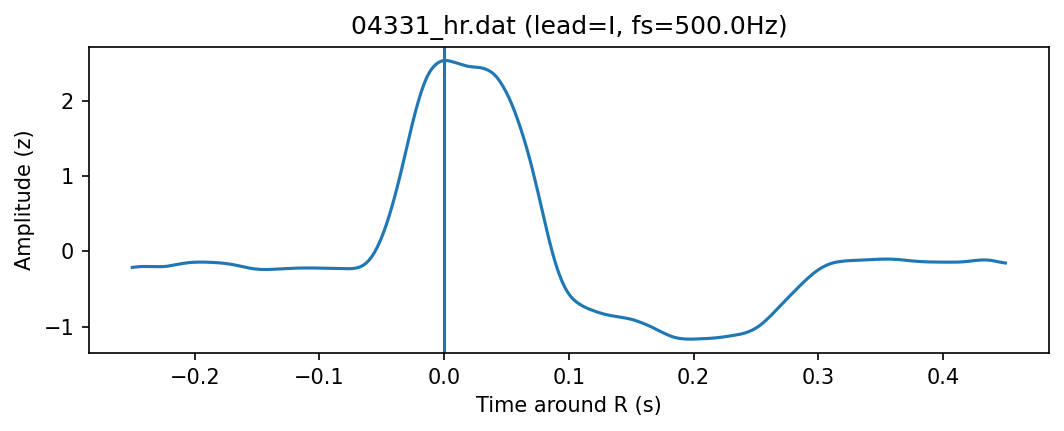 04331_hr.dat (lead=I, fs=500.0Hz)
Amplitude (z)
2
1
0
−1
−0.2 −0.1 0.0 0.1 0.2 0.3 0.4
Time around R (s)